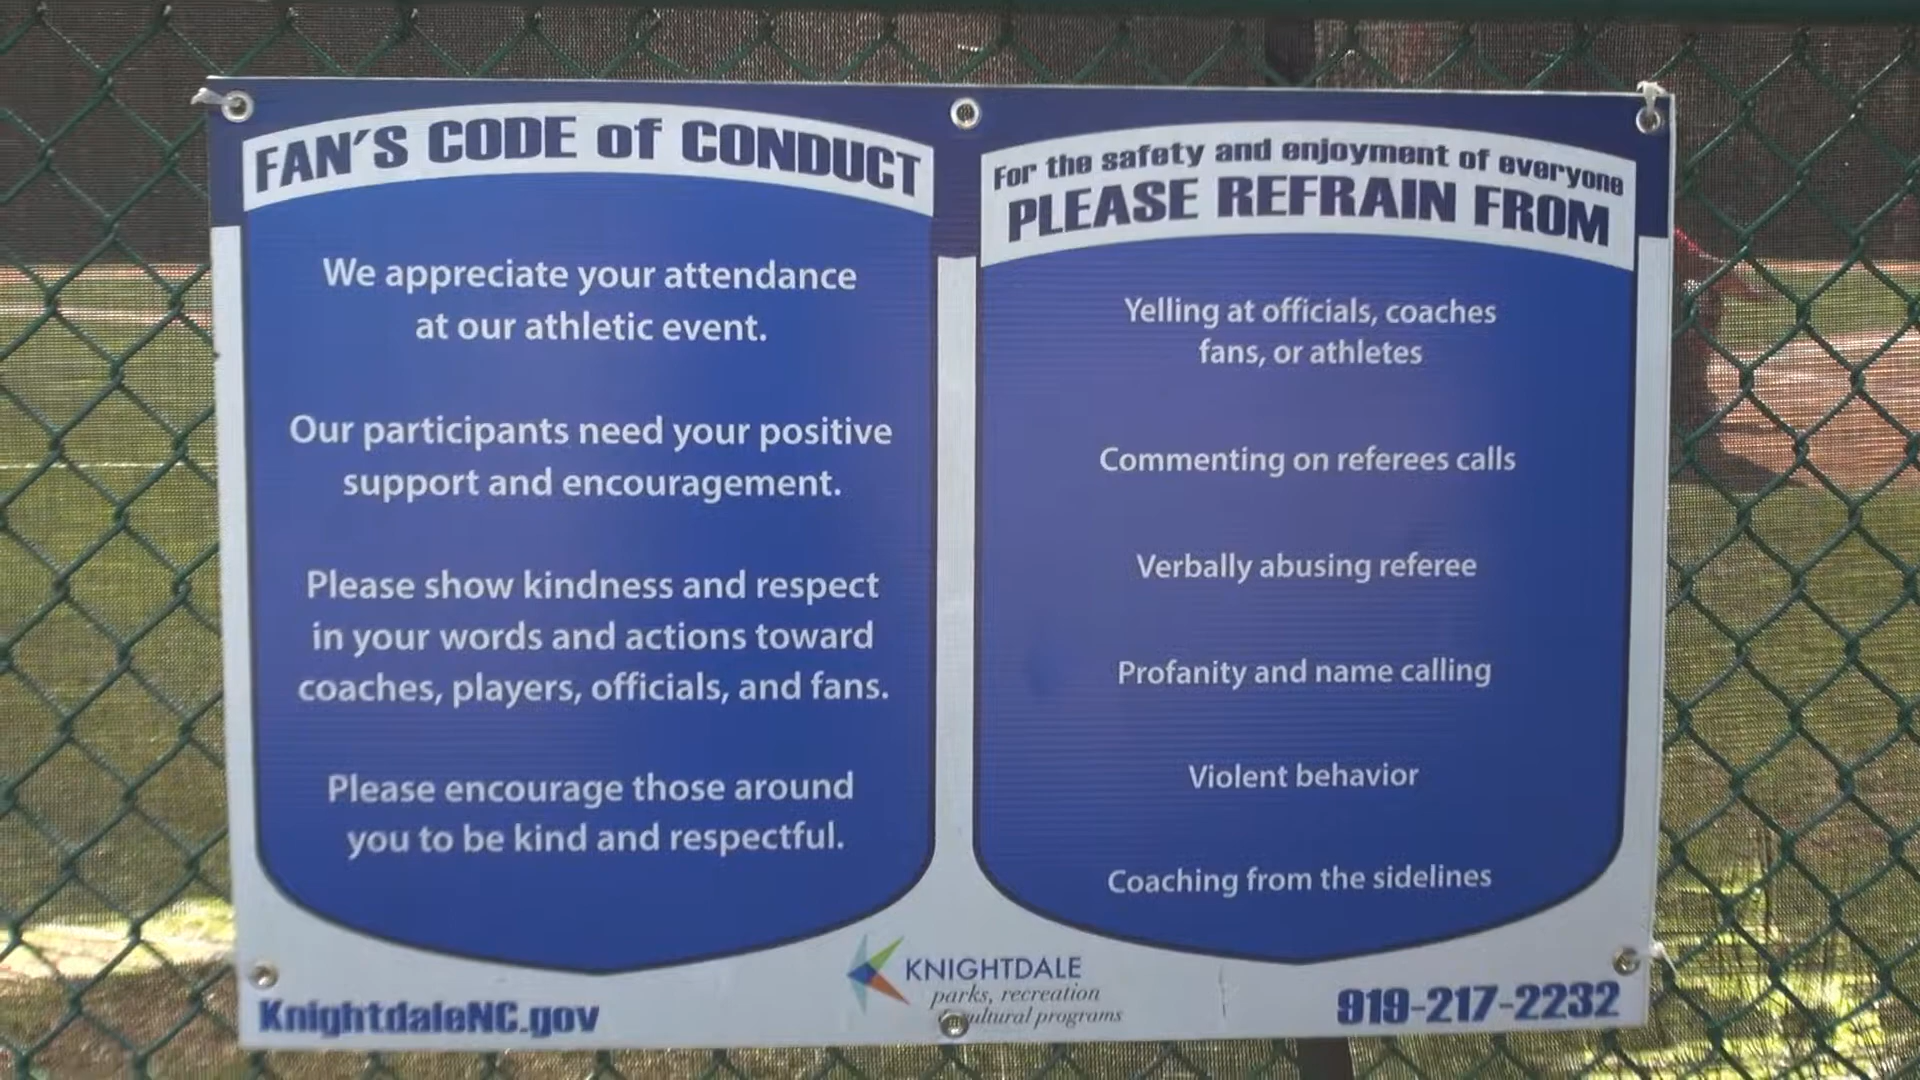 FAN'S CODE of CONDUCT
We appreciate your attendance
at our athletic event.
Our participants need your positive
support and encouragement.
Please show kindness and respect
in your words and actions toward
coaches, players, officials, and fans.
Please encourage those around
you to be kind and respectful.
For the safety and enjoyment of everyone
PLEASE REFRAIN FROM
Yelling at officials, coaches
fans, or athletes
Commenting on referees calls
Verbally abusing referee
Profanity and name calling
Violent behavior
Coaching from the sidelines
KnightdaleNC.gov
KNIGHTDALE
parks, recreation
cultural programs
919-217-2232